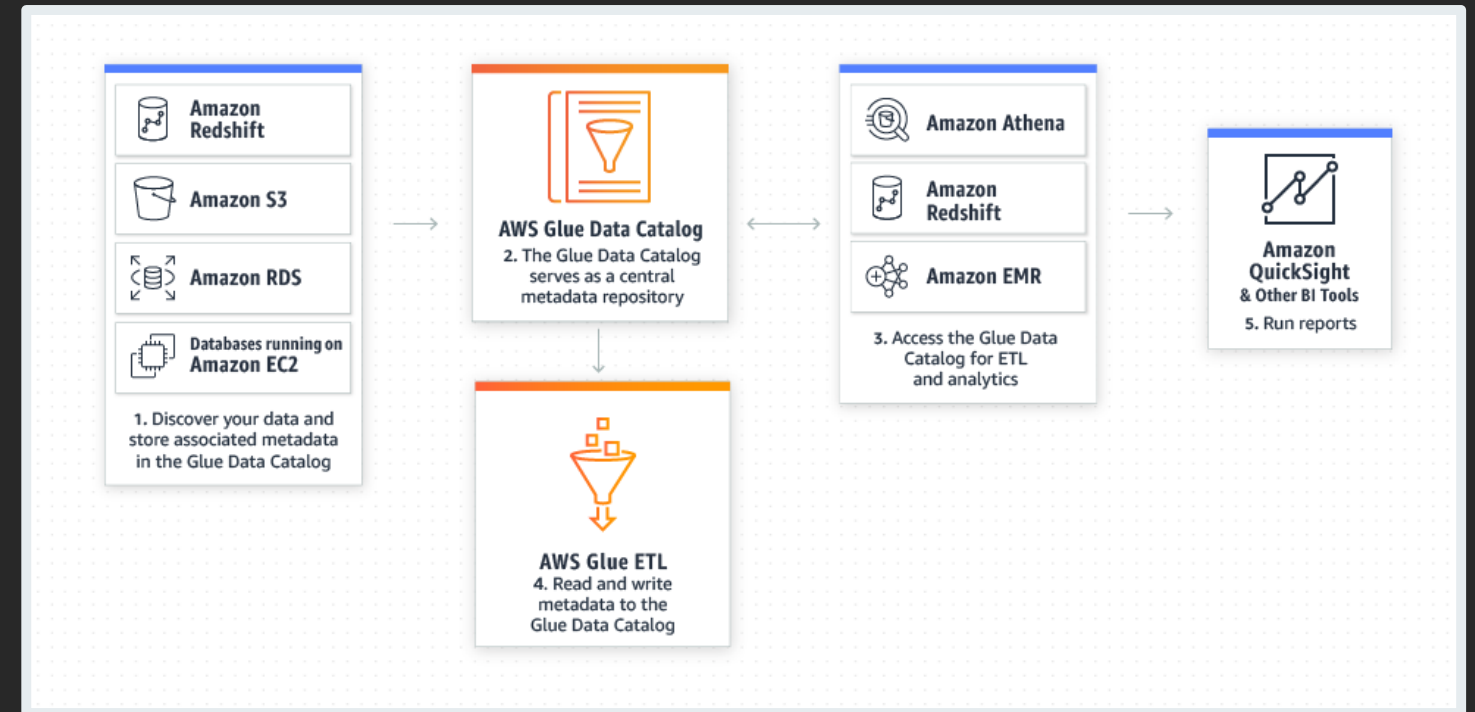 Amazon
Redshift
Amazon S3
Amazon RDS
Databases running on
Amazon EC2
1. Discover your data and
store associated metadata
in the Glue Data Catalog
AWS Glue Data Catalog
2. The Glue Data Catalog
serves as a central
metadata repository
AWS Glue ETL
4. Read and write
metadata to the
Glue Data Catalog
Amazon Athena
Amazon
Redshift
Amazon EMR
3. Access the Glue Data
Catalog for ETL
and analytics
Amazon
QuickSight
& Other BI Tools
5. Run reports